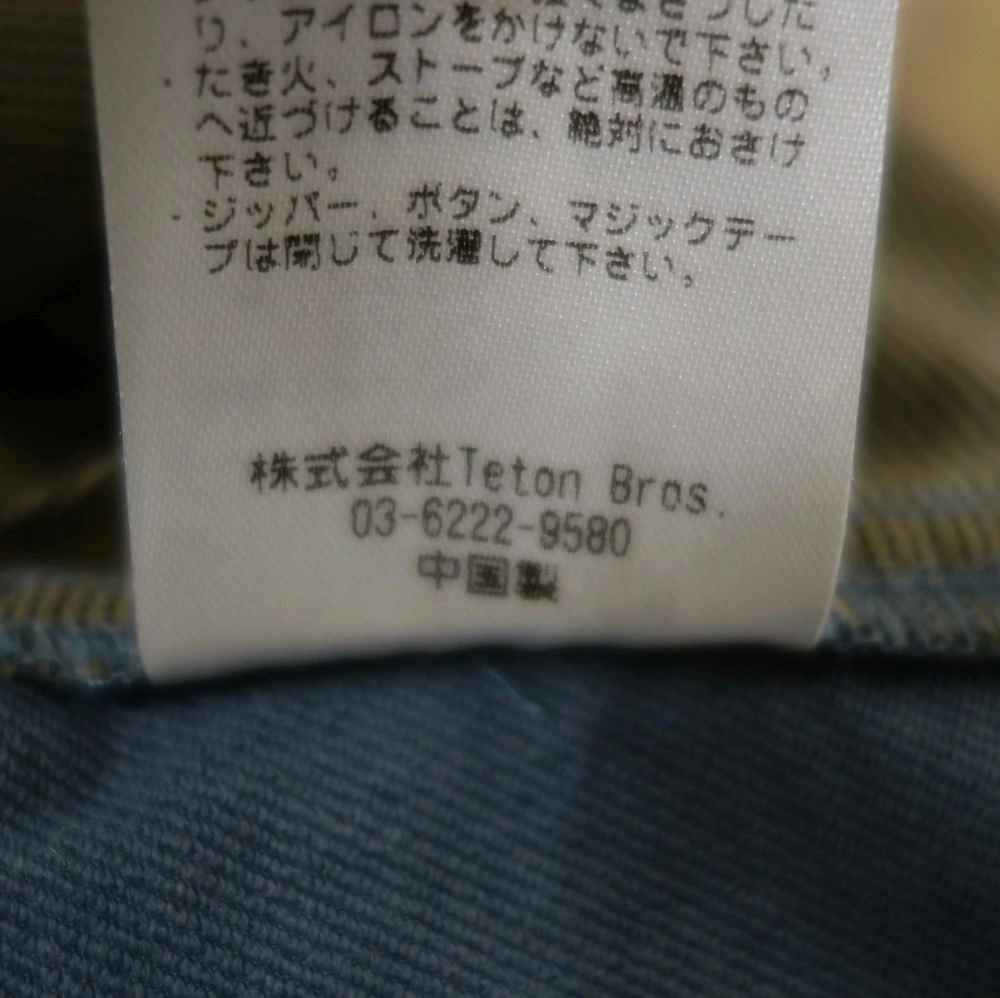 り、アイロンをかけないで下さい。
・たき火、ストーブなど高温のもの
へ近づけることは、絶対におさけ
下さい。
・ジッパー、ボタン、マジックテー
プは閉じて洗濯して下さい。
株式会社Teton Bros.
03-6222-9580
中国製